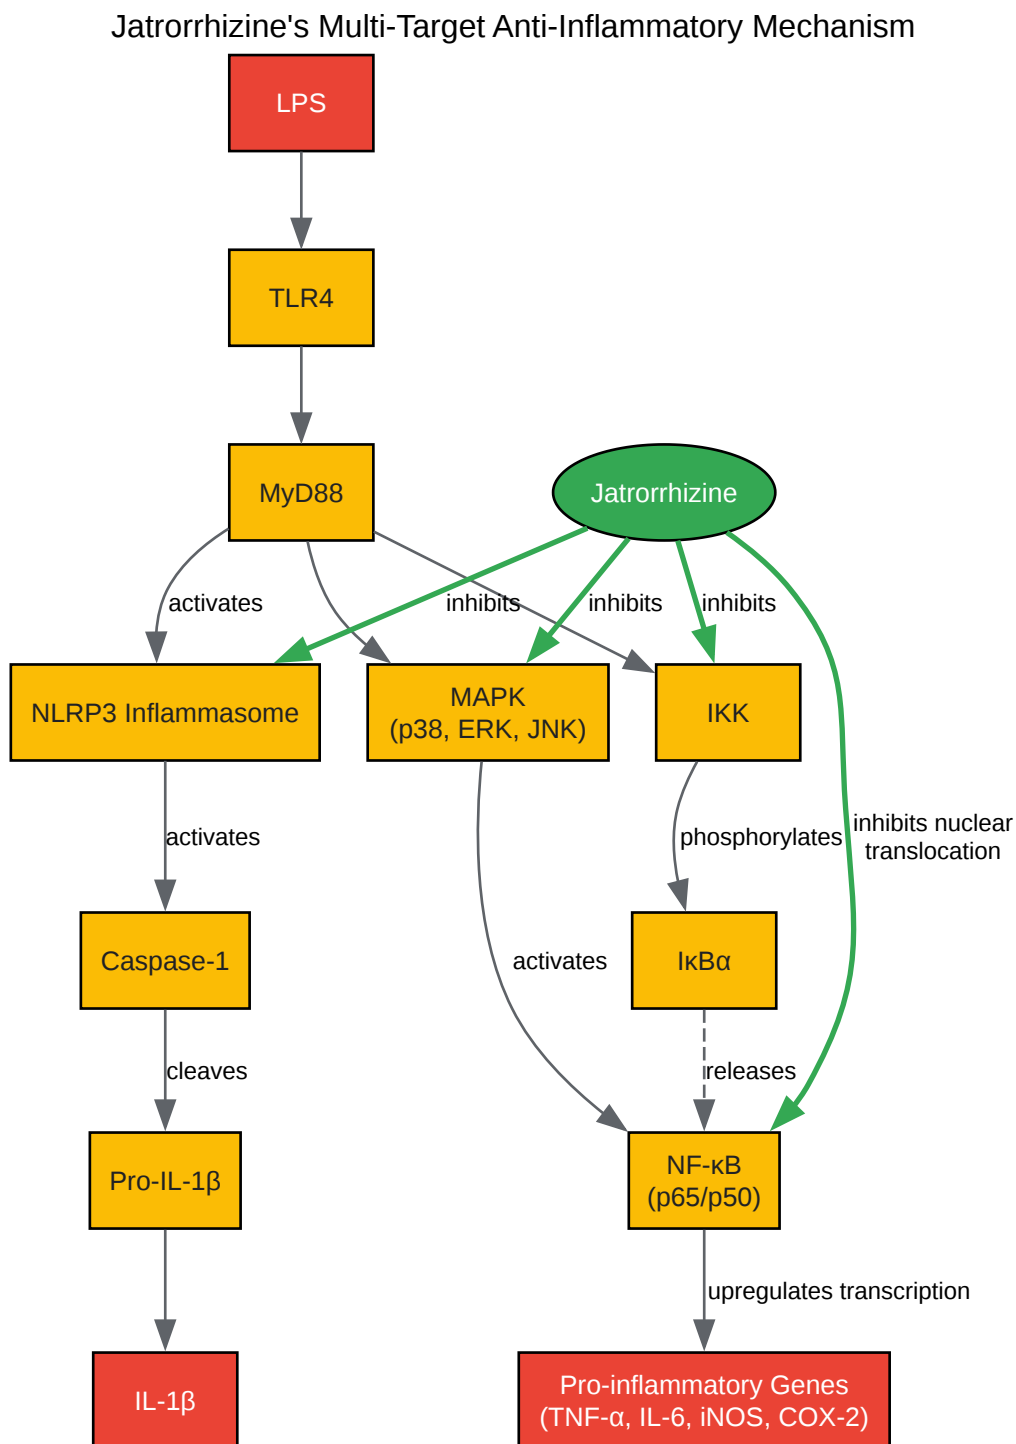 Jatrorrhizine's Multi-Target Anti-Inflammatory Mechanism
LPS
TLR4
MyD88
Jatrorrhizine
activates
inhibits
inhibits
inhibits
NLRP3 Inflammasome
MAPK
(p38, ERK, JNK)
IKK
activates
phosphorylates
inhibits nuclear
translocation
Caspase-1
activates
IκBα
cleaves
releases
Pro-IL-1β
NF-κB
(p65/p50)
upregulates transcription
IL-1β
Pro-inflammatory Genes
(TNF-α, IL-6, iNOS, COX-2)